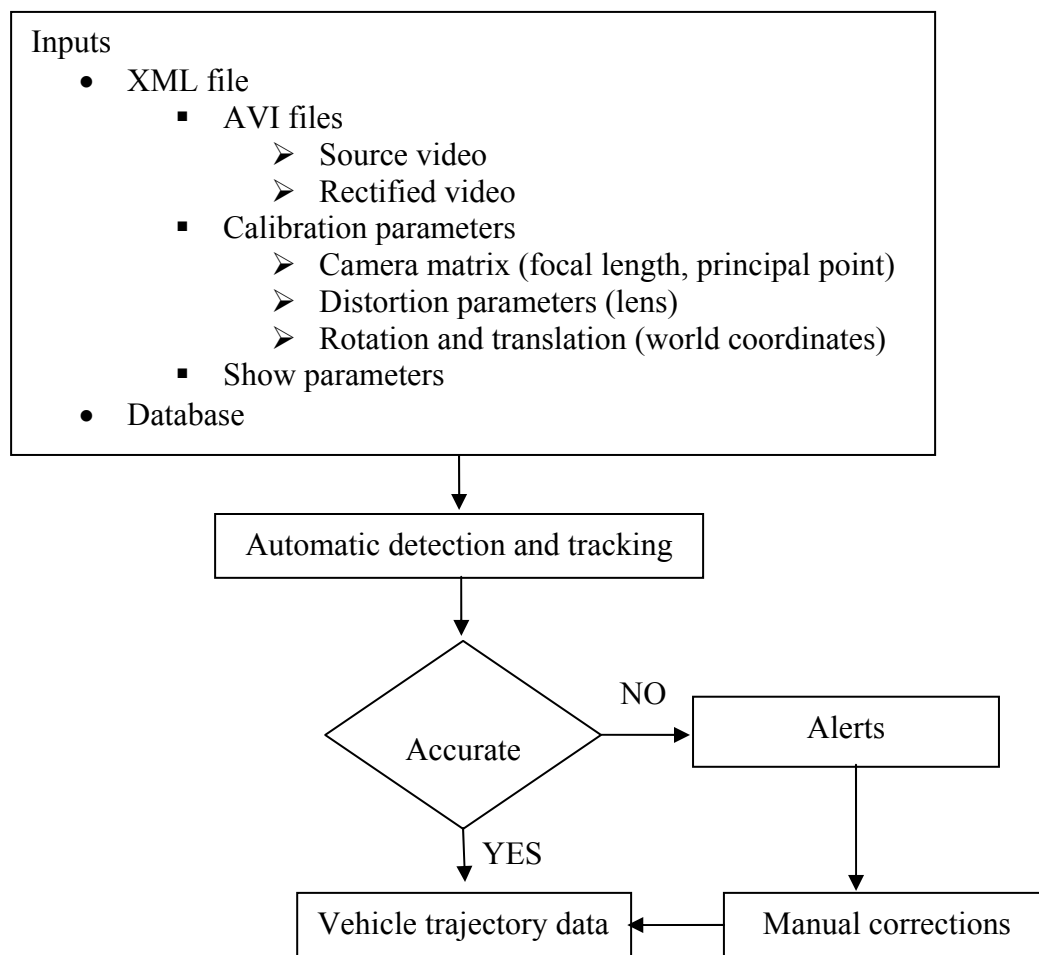 Inputs
• XML file
▪ AVI files
➢ Source video
➢ Rectified video
▪ Calibration parameters
➢ Camera matrix (focal length, principal point)
➢ Distortion parameters (lens)
➢ Rotation and translation (world coordinates)
▪ Show parameters
• Database
Automatic detection and tracking
Accurate
NO
Alerts
YES
Vehicle trajectory data
Manual corrections